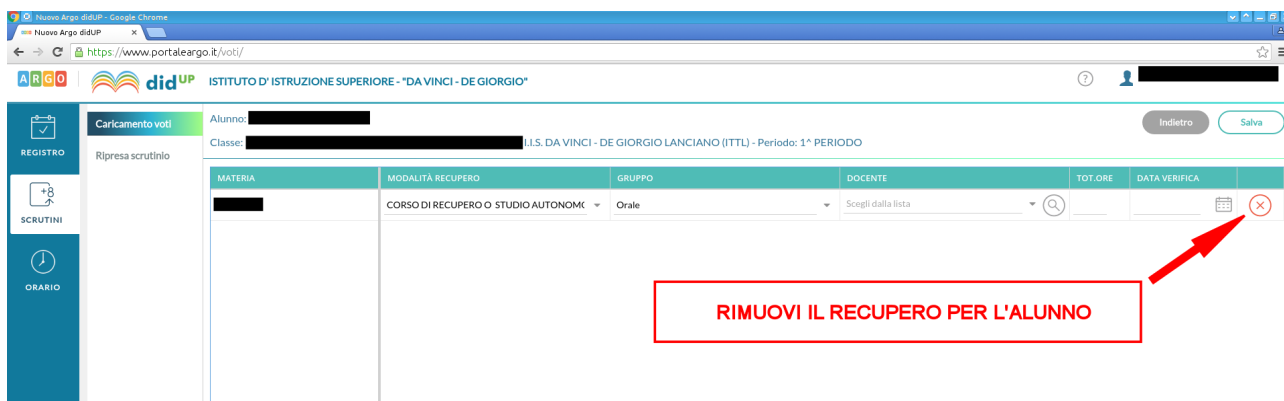 Nuovo Argo didUP - Google Chrome
Nuovo Argo didUP
https://www.portaleargo.it/voti/
ARGO didUP ISTITUTO D' ISTRUZIONE SUPERIORE - "DA VINCI - DE GIORGIO"
REGISTRO
SCRUTINI
ORARIO
Caricamento voti
Ripresa scrutinio
Alunno:
Indietro Salva
Classe: I.I.S. DA VINCI - DE GIORGIO LANCIANO (ITTL) - Periodo: 1^ PERIODO
MATERIA MODALITÀ RECUPERO GRUPPO DOCENTE TOT.ORE DATA VERIFICA
CORSO DI RECUPERO O STUDIO AUTONOMO Orale Scegli dalla lista
RIMUOVI IL RECUPERO PER L'ALUNNO